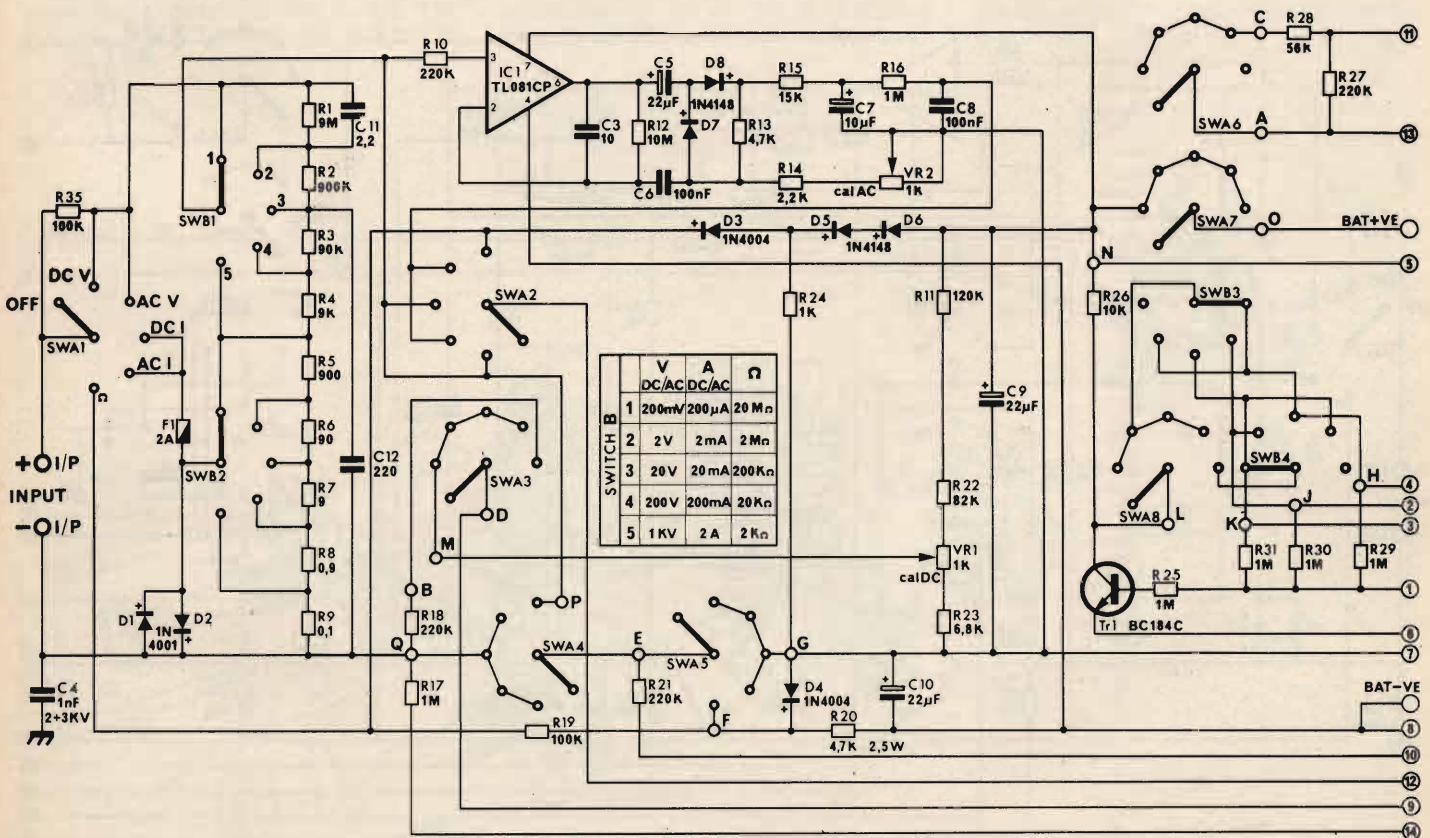 R10
220K
3
7
IC1
TL081CP
6
2
4
C5
22µF
D8
1N4148
D7
C3
10
R12
10M
C6
100nF
R13
4,7K
R15
15K
C7
10µF
R16
1M
C8
100nF
R14
2,2K
VR2
1K
calAC
C
R28
56K
11
R27
220K
SWA6
A
13
SWA7
O
BAT+VE
N
5
R1
9M
C11
2,2
R2
900K
R3
90K
R4
9K
R5
900
R6
90
R7
9
R8
0,9
R9
0,1
1
2
3
4
5
SWB1
SWB2
R35
100K
DC V
OFF
AC V
DC I
AC I
SWA1
Ω
F1
2A
+ I/P
INPUT
- I/P
C4
1nF
2+3KV
D1
1N
4001
D2
C12
220
D3
1N4004
D5
1N4148
D6
SWA2
R24
1K
R11
120K
C9
22µF
R26
10K
SWB3
SWA3
D
M
B
R18
220K
Q
R17
1M
P
SWA4
R19
100K
E
R21
220K
SWA5
F
G
D4
1N4004
R20
4,7K 2,5W
C10
22µF
R22
82K
VR1
1K
calDC
R23
6,8K
SWITCH B
V DC/AC A DC/AC Ω
1 200mV 200µA 20MΩ
2 2V 2mA 2MΩ
3 20V 20mA 200KΩ
4 200V 200mA 20KΩ
5 1KV 2A 2KΩ
SWB4
SWA8
L
K
J
H
4
2
3
R31
1M
R30
1M
R29
1M
R25
1M
1
Tr1 BC184C
6
7
BAT-VE
8
10
12
9
14